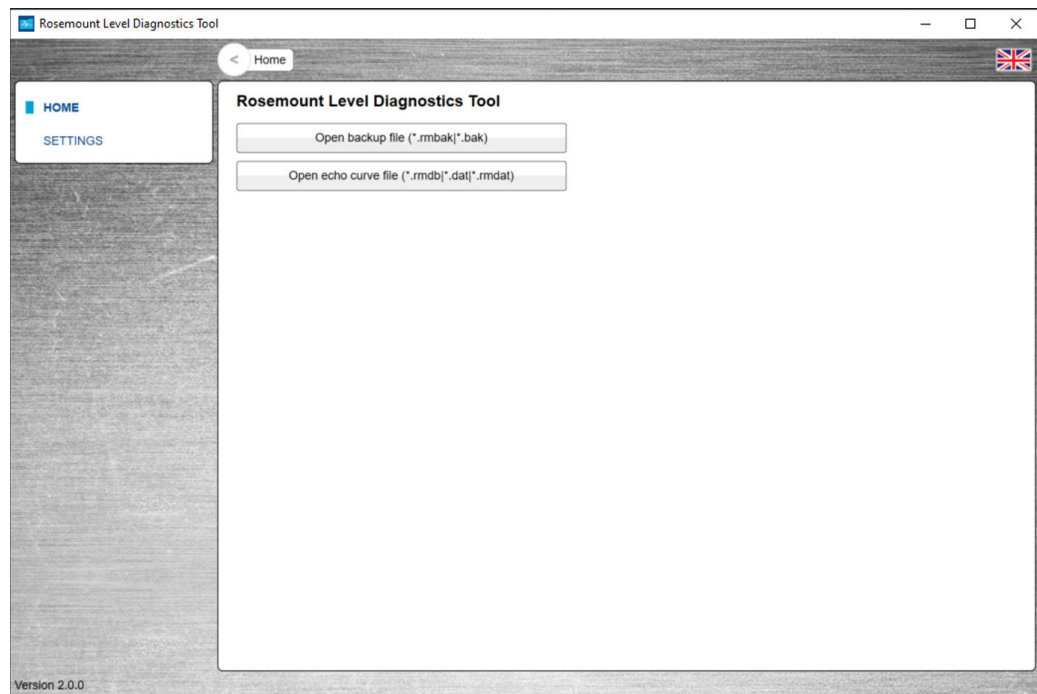 Rosemount Level Diagnostics Tool
< Home
HOME
SETTINGS
Rosemount Level Diagnostics Tool
Open backup file (*.rmbak|*.bak)
Open echo curve file (*.rmdb|*.dat|*.rmdat)
Version 2.0.0